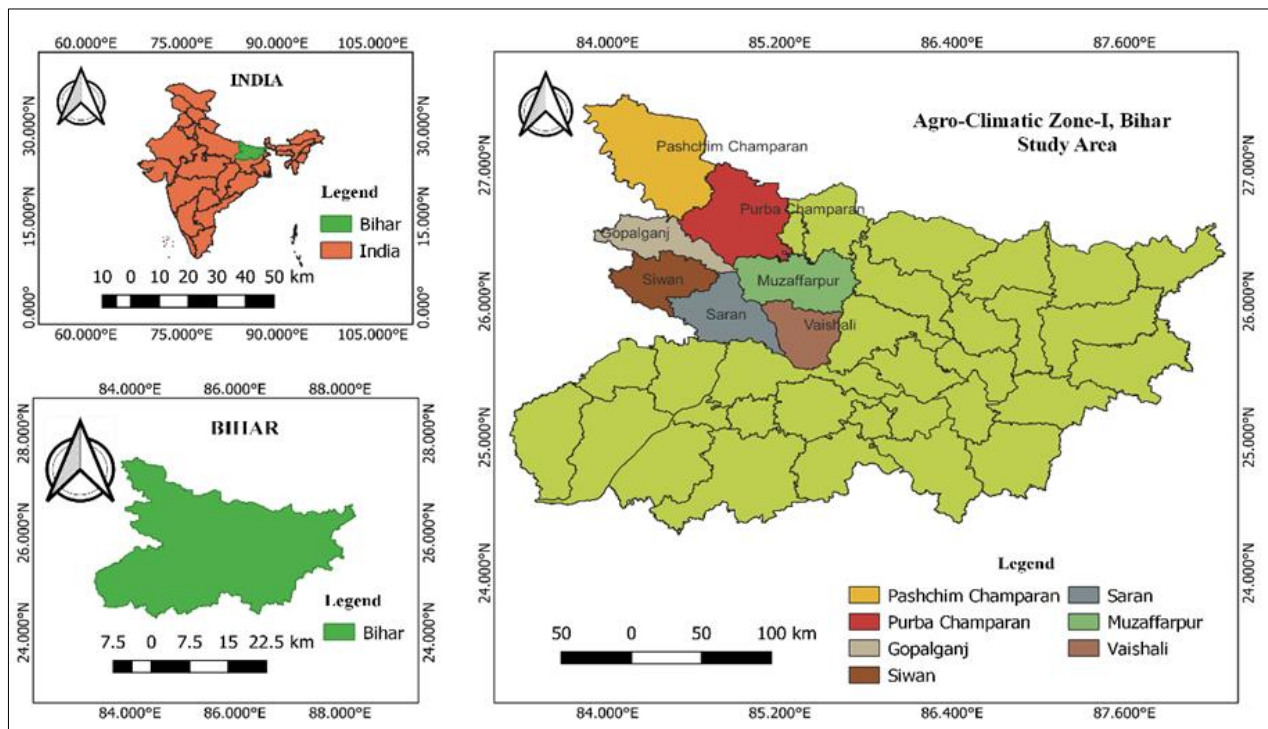 60.000°E 75.000°E 90.000°E 105.000°E
INDIA
30.000°N
15.000°N
0.000°
30.000°N
15.000°N
0.000°
Legend
Bihar
India
10 0 10 20 30 40 50 km
60.000°E 75.000°E 90.000°E 105.000°E
84.000°E 86.000°E 88.000°E
BIHAR
28.000°N
26.000°N
24.000°N
28.000°N
26.000°N
24.000°N
Legend
Bihar
7.5 0 7.5 15 22.5 km
84.000°E 86.000°E 88.000°E
84.000°E 85.200°E 86.400°E 87.600°E
Agro-Climatic Zone-I, Bihar
Study Area
27.000°N
26.000°N
25.000°N
24.000°N
27.000°N
26.000°N
25.000°N
24.000°N
Pashchim Champaran
Purba Champaran
Gopalganj
Siwan
Muzaffarpur
Saran
Vaishali
Legend
Pashchim Champaran
Purba Champaran
Gopalganj
Siwan
Saran
Muzaffarpur
Vaishali
50 0 50 100 km
84.000°E 85.200°E 86.400°E 87.600°E